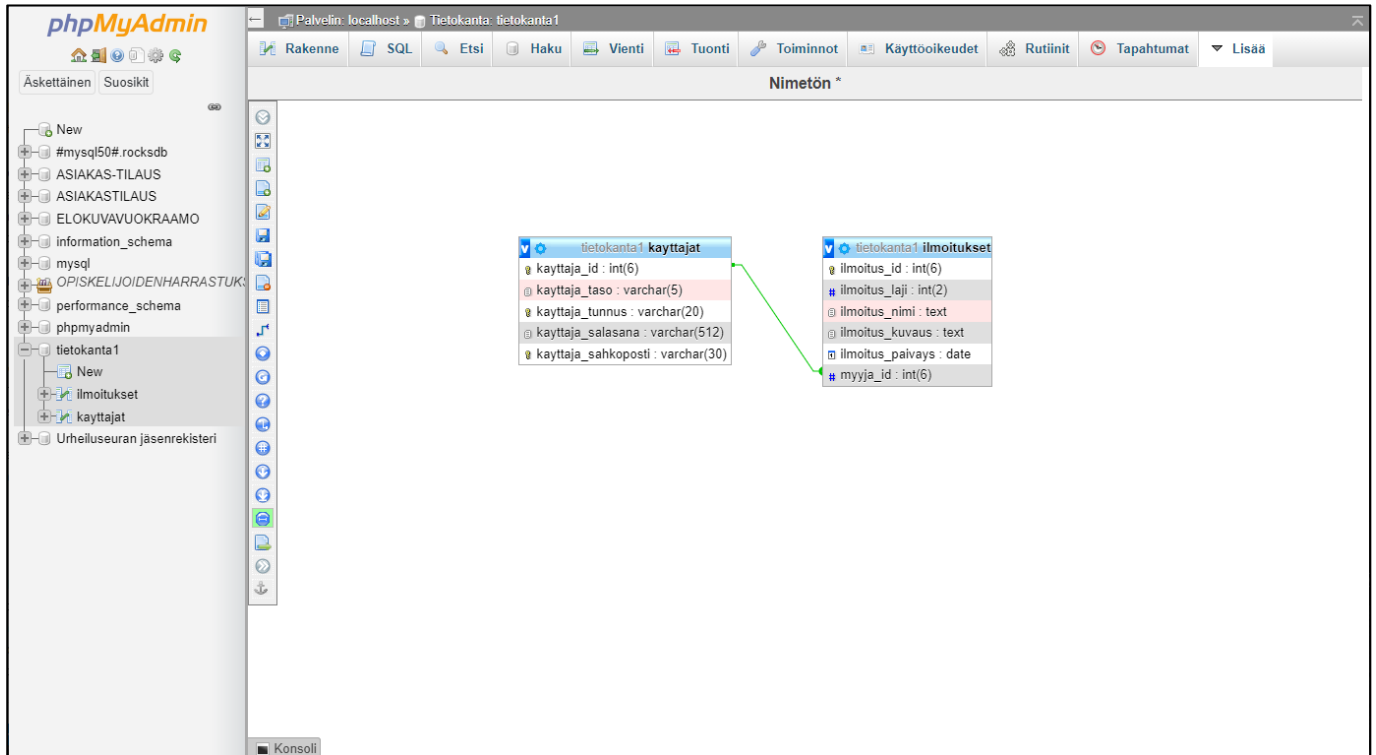 phpMyAdmin
Äskettäinen Suosikit
New
#mysql50#.rocksdb
ASIAKAS-TILAUS
ASIAKASTILAUS
ELOKUVAVUOKRAAMO
information_schema
mysql
OPISKELIJOIDENHARRASTUKS
performance_schema
phpmyadmin
tietokanta1
New
ilmoitukset
kayttajat
Urheiluseuran jäsenrekisteri
Palvelin: localhost » Tietokanta: tietokanta1
Rakenne SQL Etsi Haku Vienti Tuonti Toiminnot Käyttöoikeudet Rutiinit Tapahtumat Lisää
Nimetön *
tietokanta1 kayttajat
kayttaja_id : int(6)
kayttaja_taso : varchar(5)
kayttaja_tunnus : varchar(20)
kayttaja_salasana : varchar(512)
kayttaja_sahkoposti : varchar(30)
tietokanta1 ilmoitukset
ilmoitus_id : int(6)
ilmoitus_laji : int(2)
ilmoitus_nimi : text
ilmoitus_kuvaus : text
ilmoitus_paivays : date
myyja_id : int(6)
Konsoli